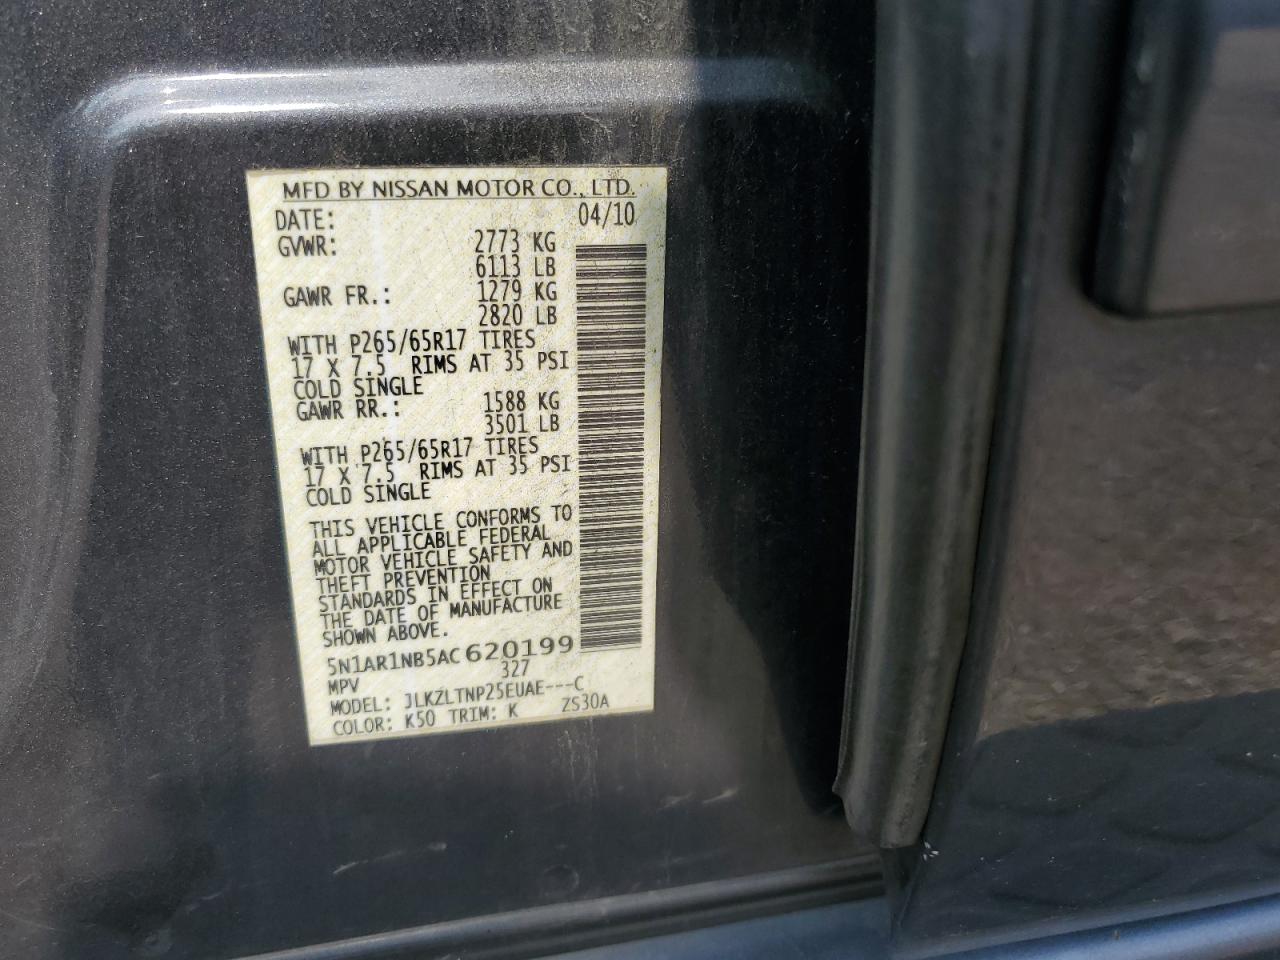 MFD BY NISSAN MOTOR CO., LTD.
DATE: 04/10
GVWR: 2773 KG
6113 LB
GAWR FR.: 1279 KG
2820 LB
WITH P265/65R17 TIRES
17 X 7.5 RIMS AT 35 PSI
COLD SINGLE
GAWR RR.: 1588 KG
3501 LB
WITH P265/65R17 TIRES
17 X 7.5 RIMS AT 35 PSI
COLD SINGLE
THIS VEHICLE CONFORMS TO
ALL APPLICABLE FEDERAL
MOTOR VEHICLE SAFETY AND
THEFT PREVENTION
STANDARDS IN EFFECT ON
THE DATE OF MANUFACTURE
SHOWN ABOVE.
5N1AR1NB5AC620199
MPV 327
MODEL: JLKZLTNP25EUAE---C
COLOR: K50 TRIM: K ZS30A